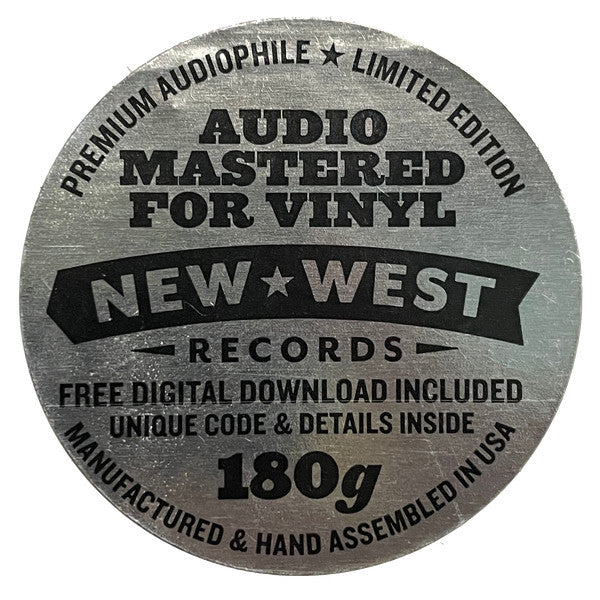 PREMIUM AUDIOPHILE ★ LIMITED EDITION
AUDIO
MASTERED
FOR VINYL
NEW ★ WEST
RECORDS
FREE DIGITAL DOWNLOAD INCLUDED
UNIQUE CODE & DETAILS INSIDE
180g
MANUFACTURED & HAND ASSEMBLED IN USA